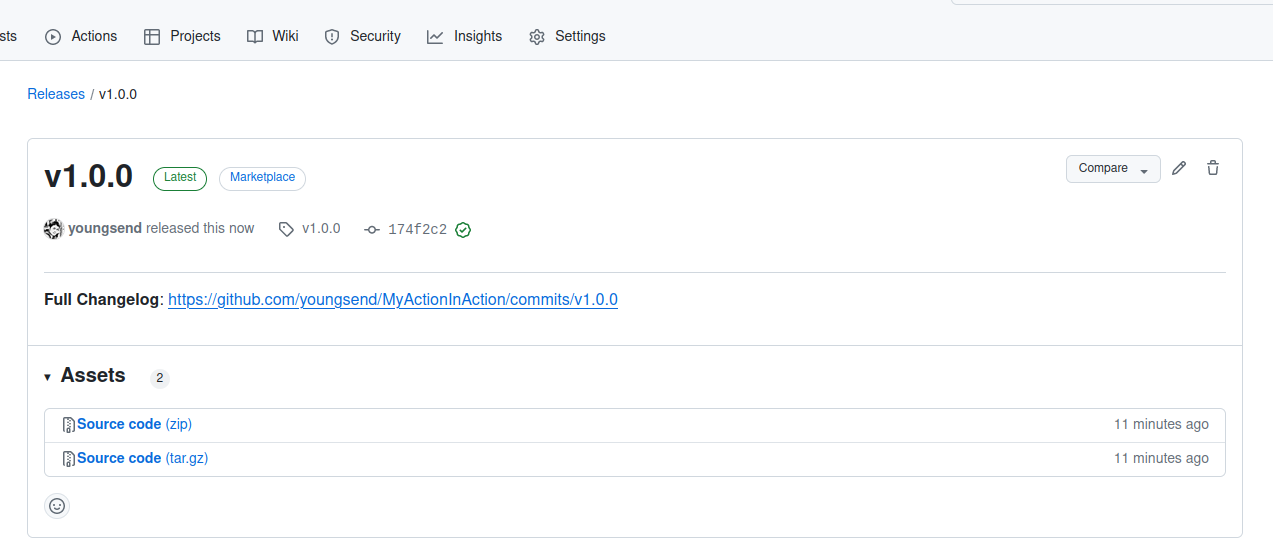 sts Actions Projects Wiki Security Insights Settings
Releases / v1.0.0
v1.0.0 Latest Marketplace Compare
youngsend released this now v1.0.0 174f2c2
Full Changelog: https://github.com/youngsend/MyActionInAction/commits/v1.0.0
Assets 2
Source code (zip) 11 minutes ago
Source code (tar.gz) 11 minutes ago